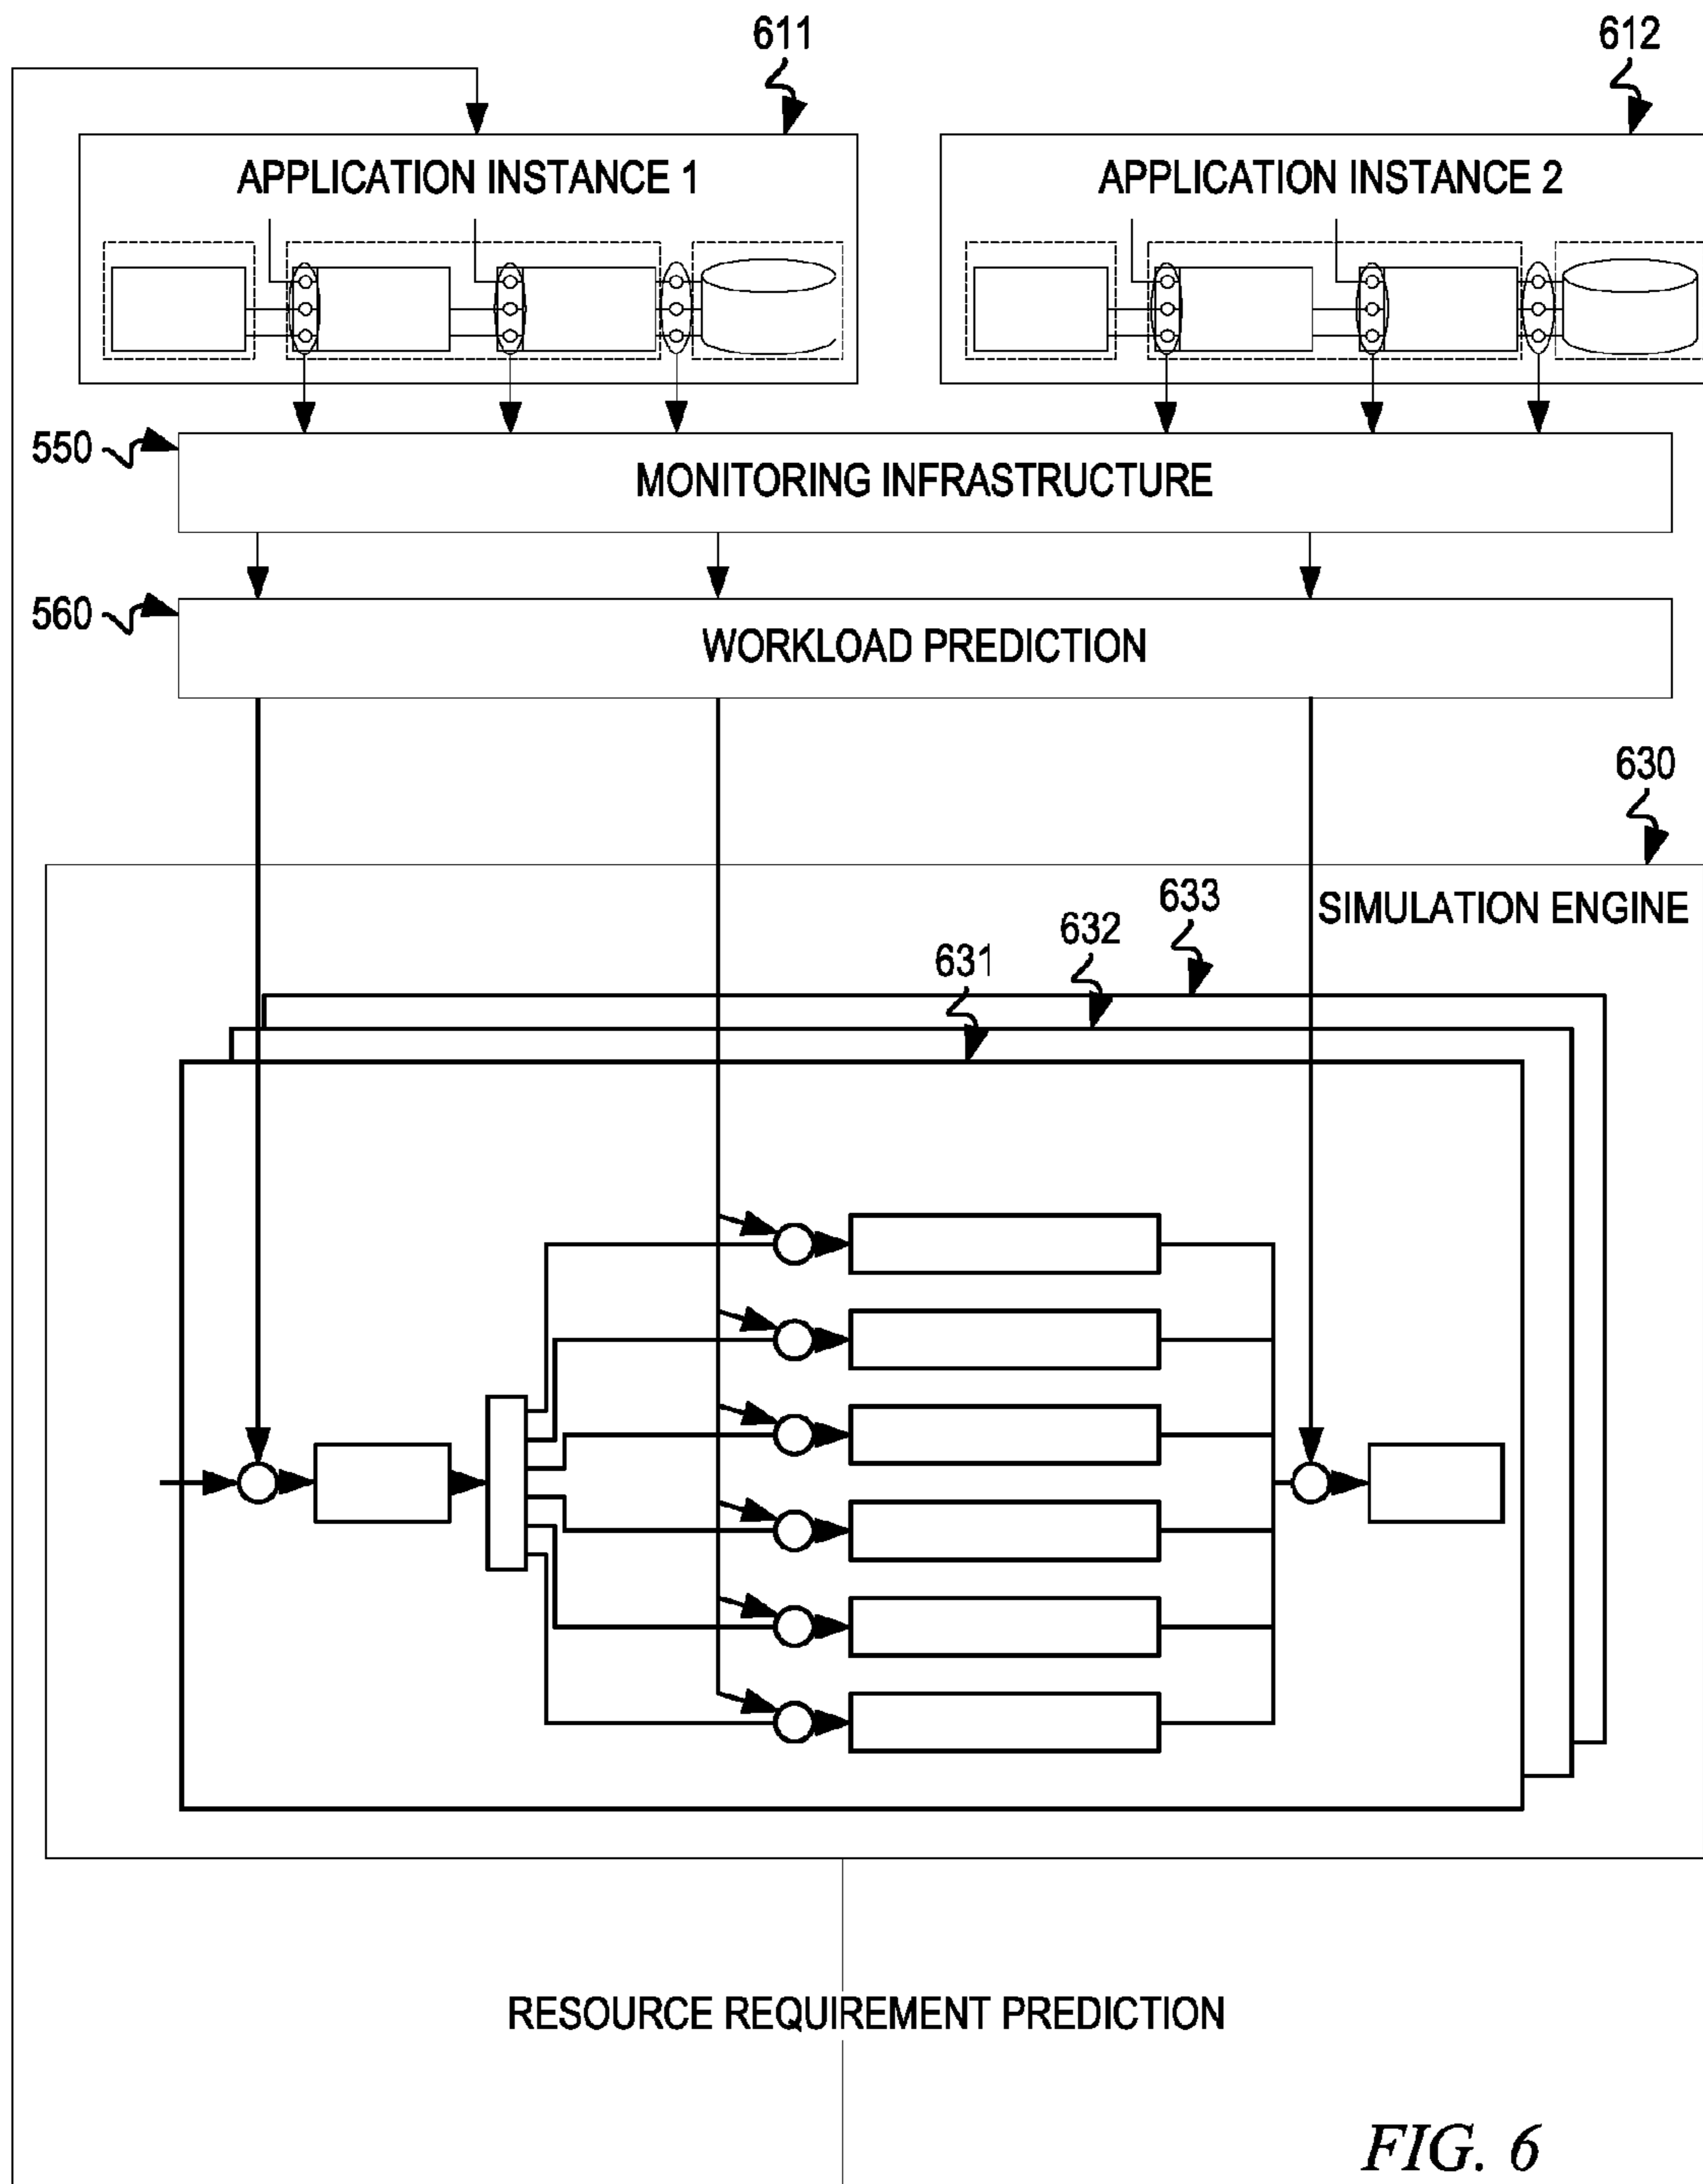 611
612
APPLICATION INSTANCE 1
APPLICATION INSTANCE 2
550
MONITORING INFRASTRUCTURE
560
WORKLOAD PREDICTION
630
SIMULATION ENGINE
633
632
631
RESOURCE REQUIREMENT PREDICTION
FIG. 6